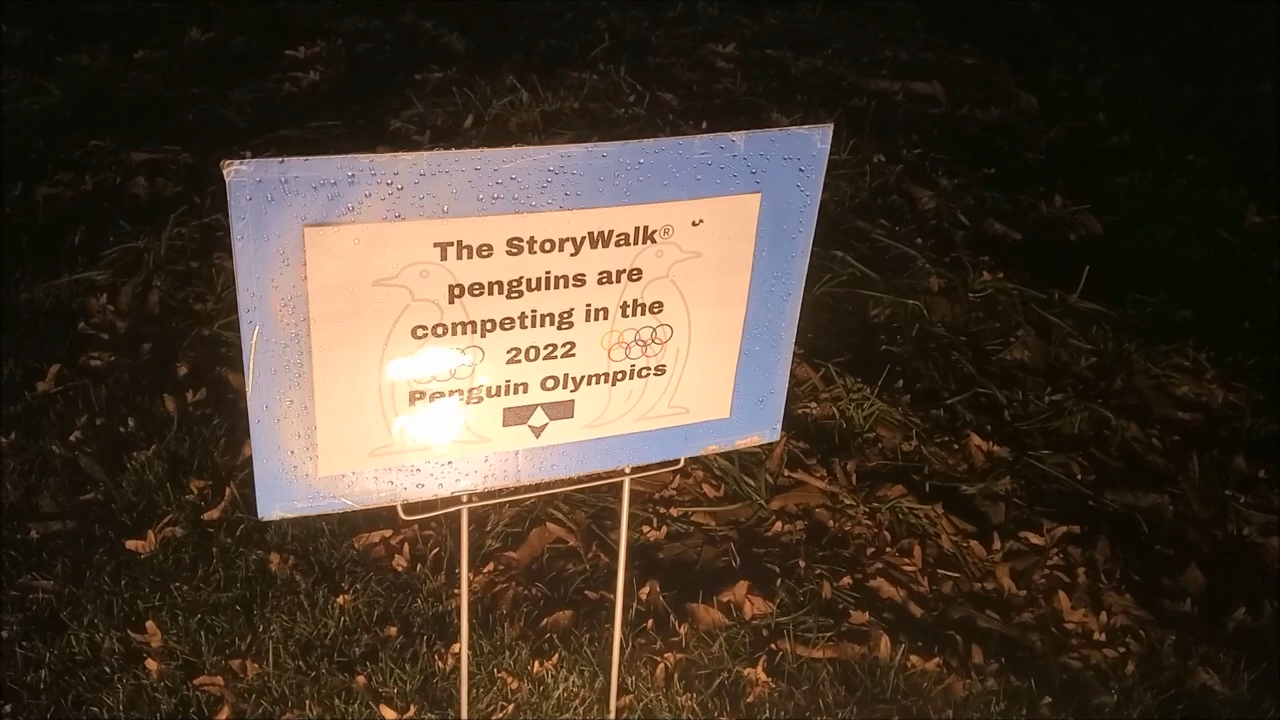 The StoryWalk®
penguins are
competing in the
2022
Penguin Olympics